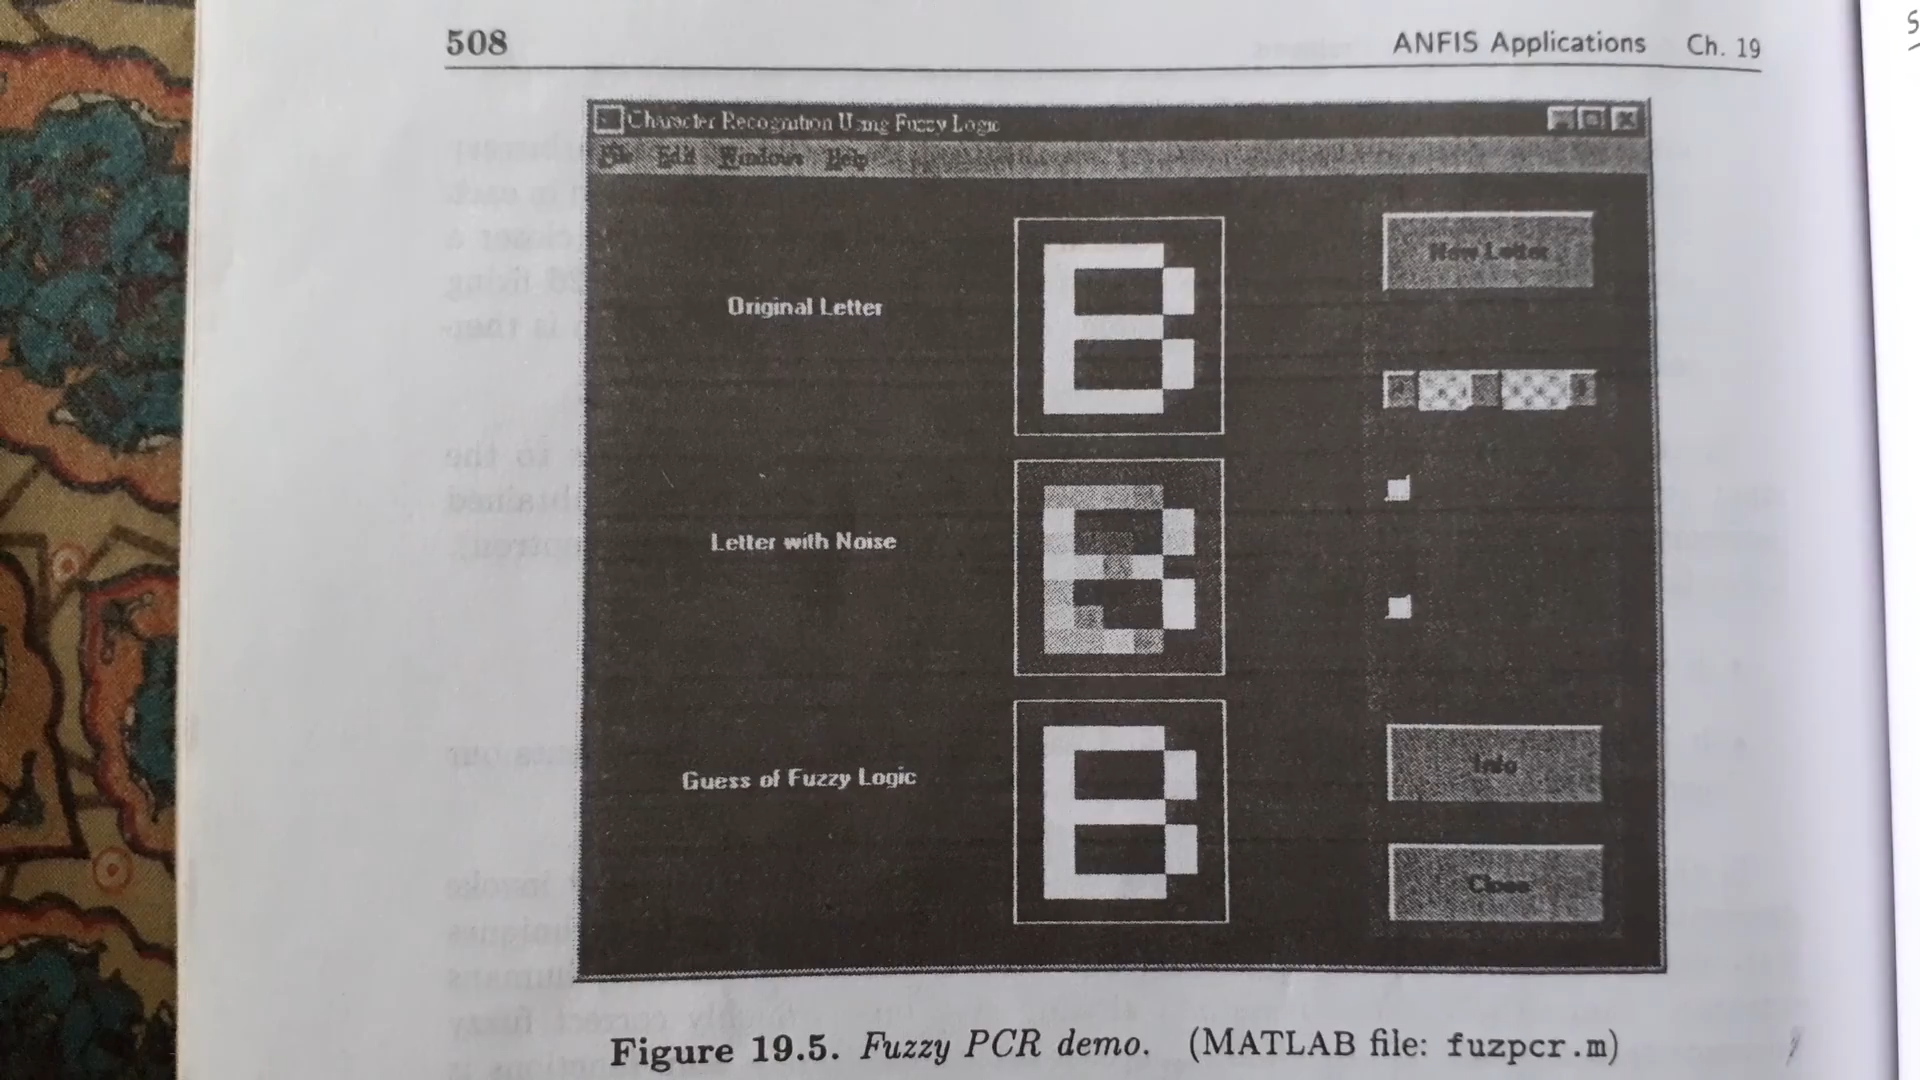 508 ANFIS Applications Ch. 19
Character Recognition Using Fuzzy Logic
File Edit Windows Help
New Letter
Original Letter
B
Letter with Noise
B
Guess of Fuzzy Logic
B
Info
Close
Figure 19.5. Fuzzy PCR demo. (MATLAB file: fuzpcr.m)